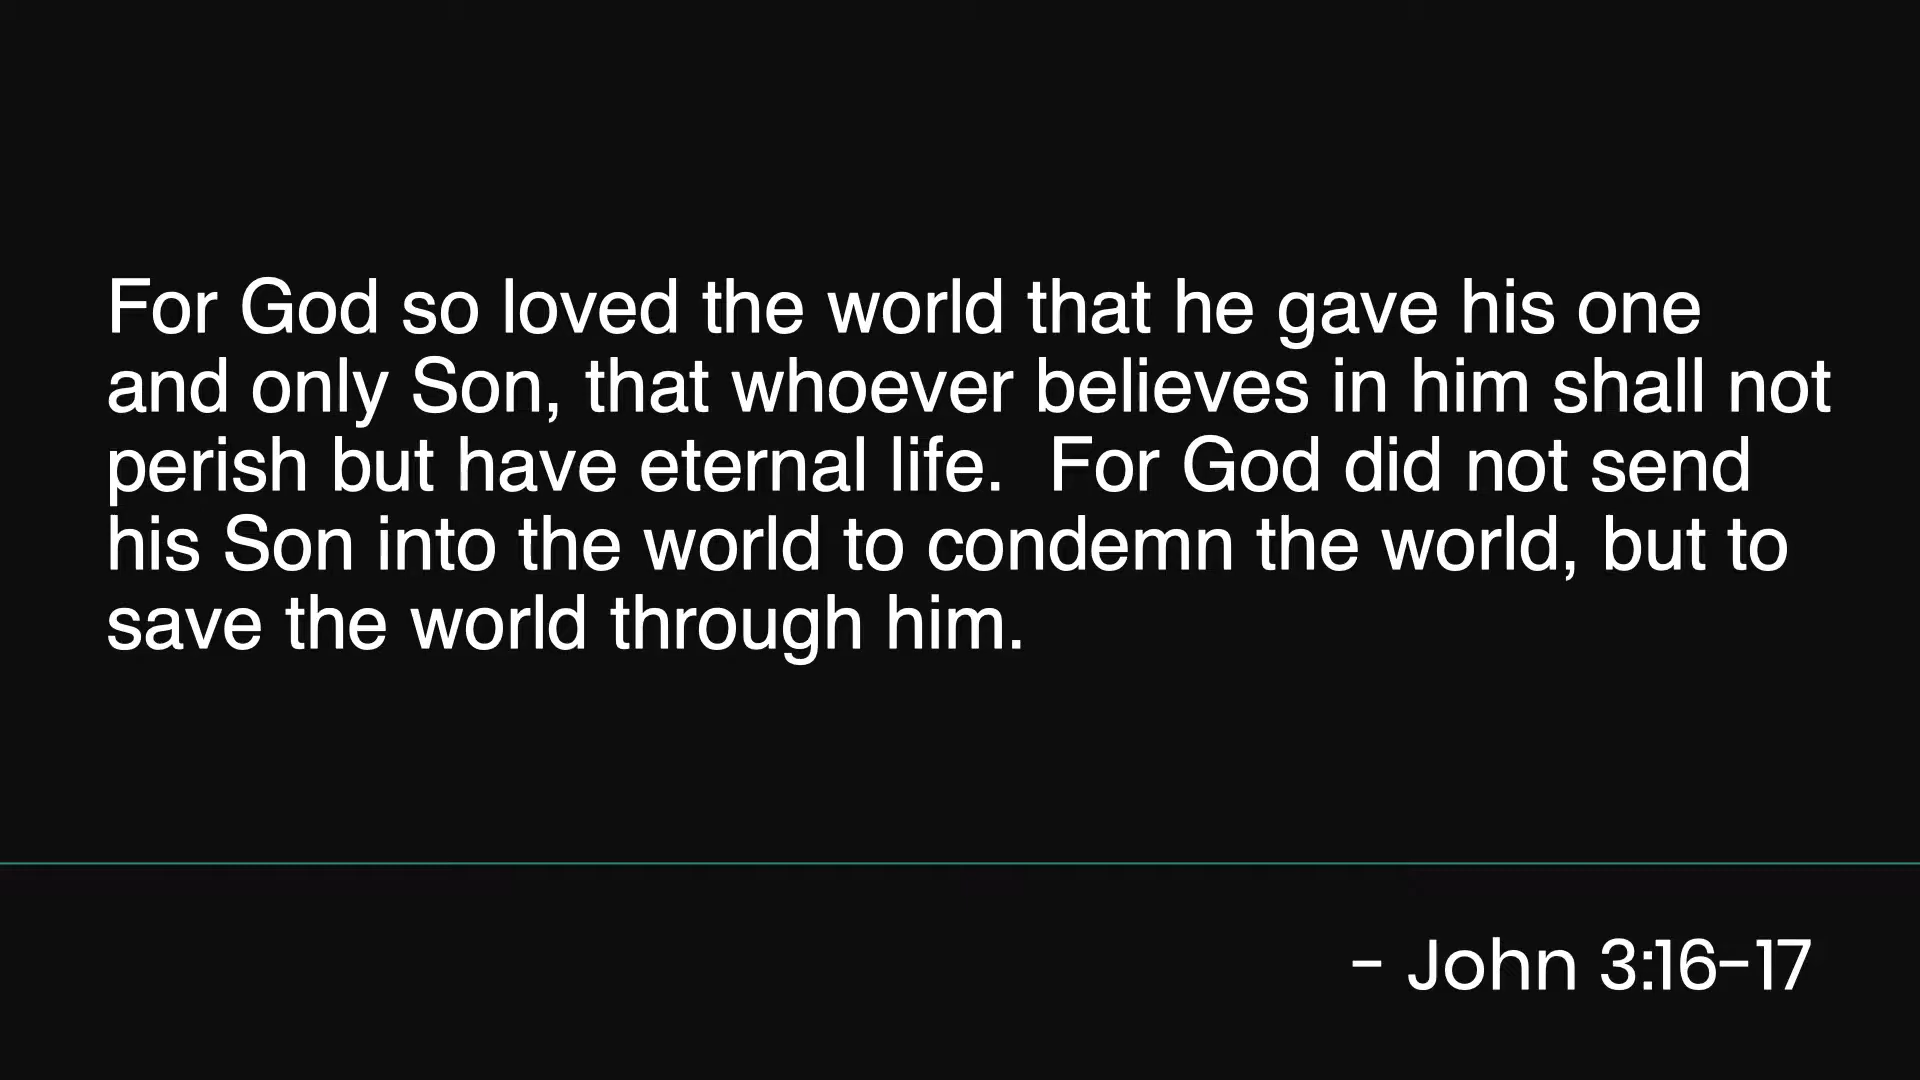 For God so loved the world that he gave his one
and only Son, that whoever believes in him shall not
perish but have eternal life.  For God did not send
his Son into the world to condemn the world, but to
save the world through him.
- John 3:16-17